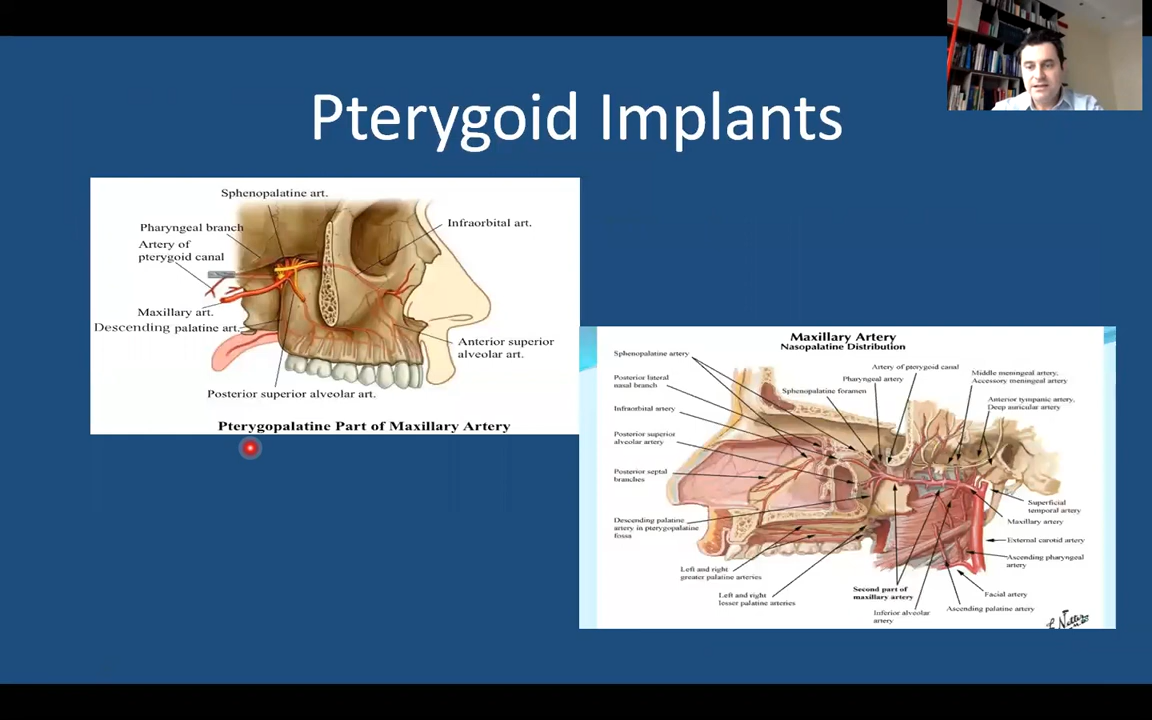 Pterygoid Implants
Sphenopalatine art.
Pharyngeal branch
Artery of
pterygoid canal
Infraorbital art.
Maxillary art.
Descending palatine art.
Anterior superior
alveolar art.
Posterior superior alveolar art.
Pterygopalatine Part of Maxillary Artery
Maxillary Artery
Nasopalatine Distribution
Sphenopalatine artery
Artery of pterygoid canal
Pharyngeal artery
Middle meningeal artery,
Accessory meningeal artery
Posterior lateral
nasal branch
Sphenopalatine foramen
Anterior tympanic artery,
Deep auricular artery
Infraorbital artery
Posterior superior
alveolar artery
Posterior septal
branches
Superficial
temporal artery
Maxillary artery
Descending palatine
artery in pterygopalatine
fossa
External carotid artery
Ascending pharyngeal
artery
Left and right
greater palatine arteries
Second part of
maxillary artery
Facial artery
Left and right
lesser palatine arteries
Inferior alveolar
artery
Ascending palatine artery